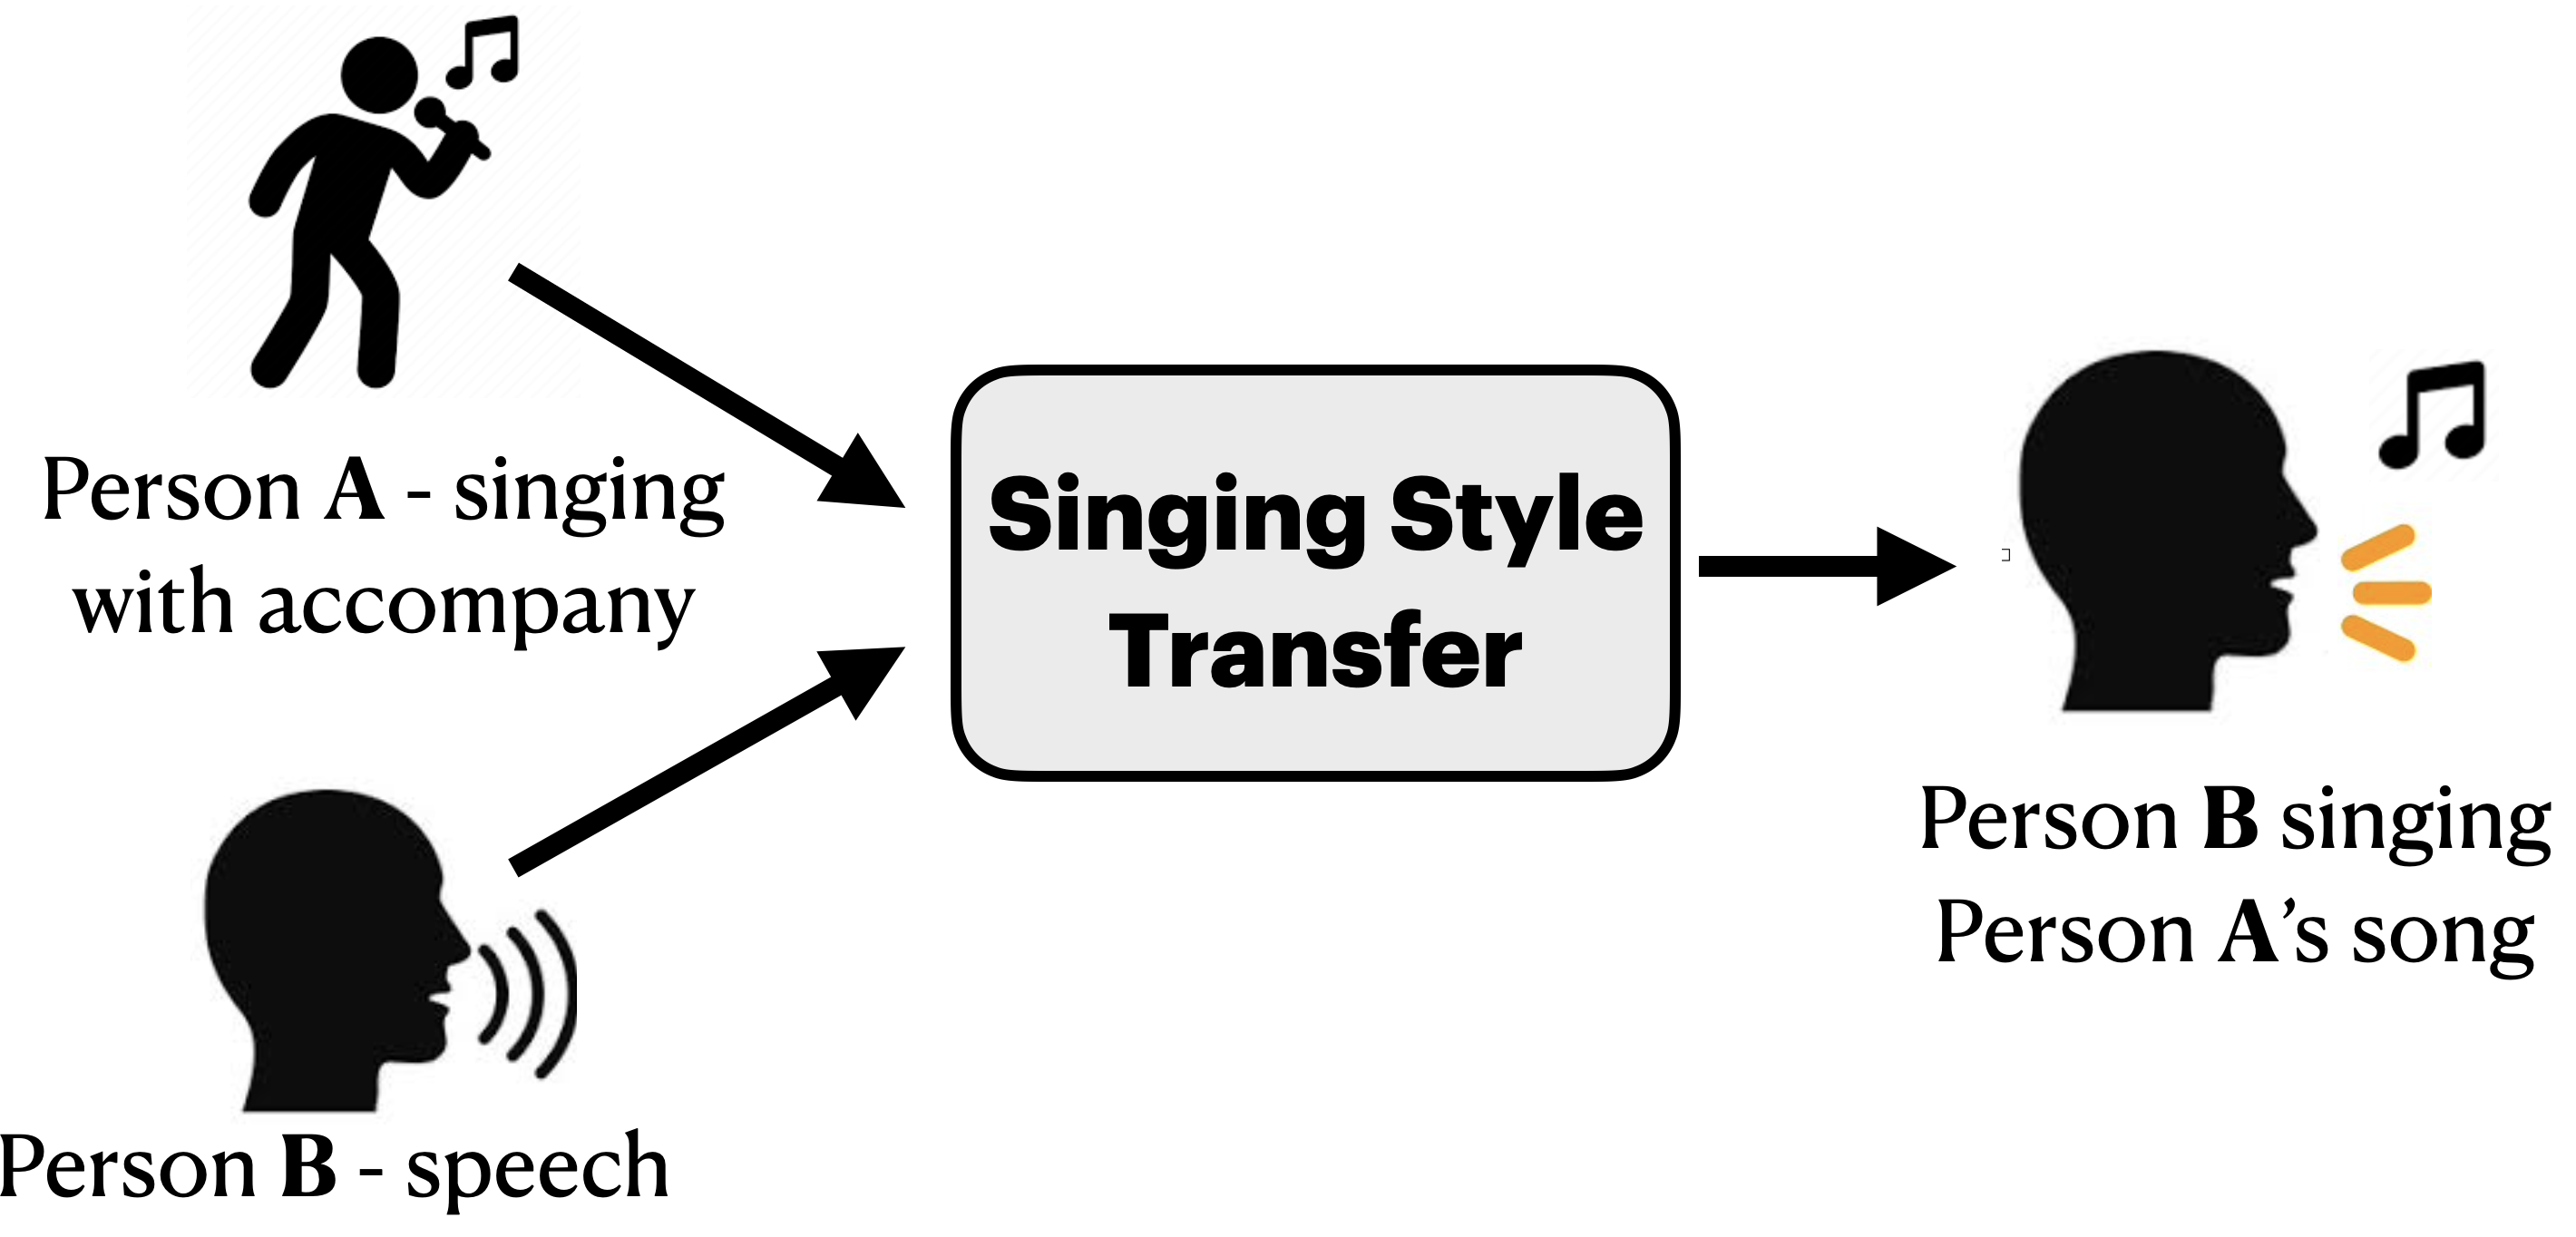 Person A - singing
with accompany
Singing Style
Transfer
Person B singing
Person A’s song
Person B - speech